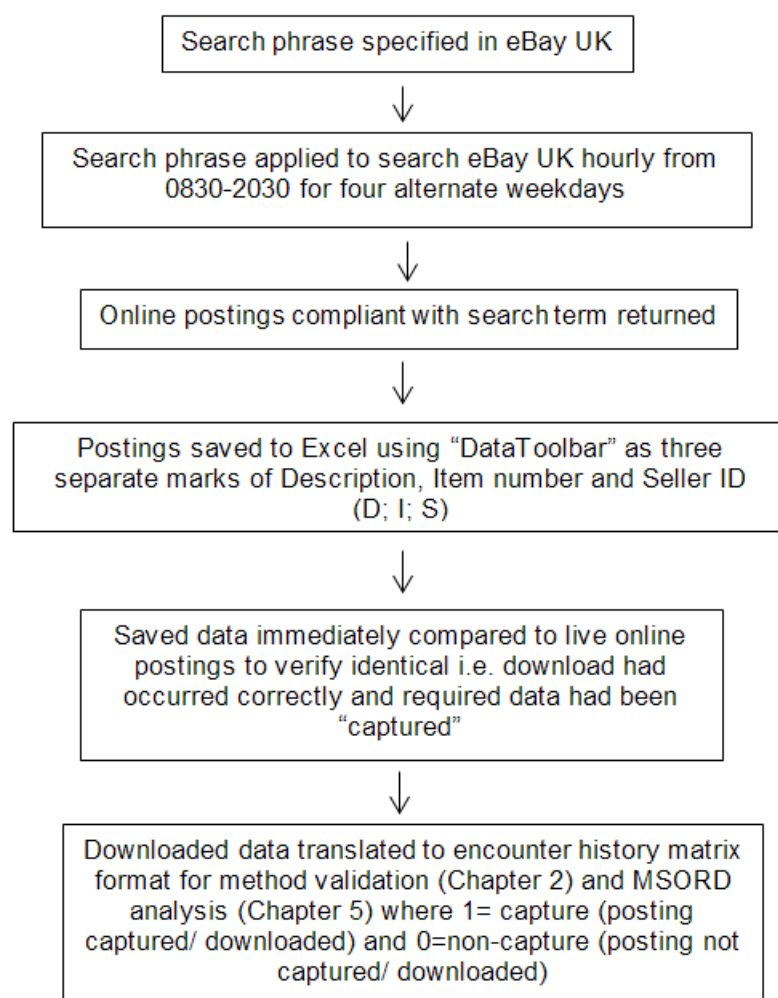 Search phrase specified in eBay UK
Search phrase applied to search eBay UK hourly from
0830-2030 for four alternate weekdays
Online postings compliant with search term returned
Postings saved to Excel using “DataToolbar” as three
separate marks of Description, Item number and Seller ID
(D; I; S)
Saved data immediately compared to live online
postings to verify identical i.e. download had
occurred correctly and required data had been
“captured”
Downloaded data translated to encounter history matrix
format for method validation (Chapter 2) and MSORD
analysis (Chapter 5) where 1= capture (posting
captured/ downloaded) and 0=non-capture (posting not
captured/ downloaded)